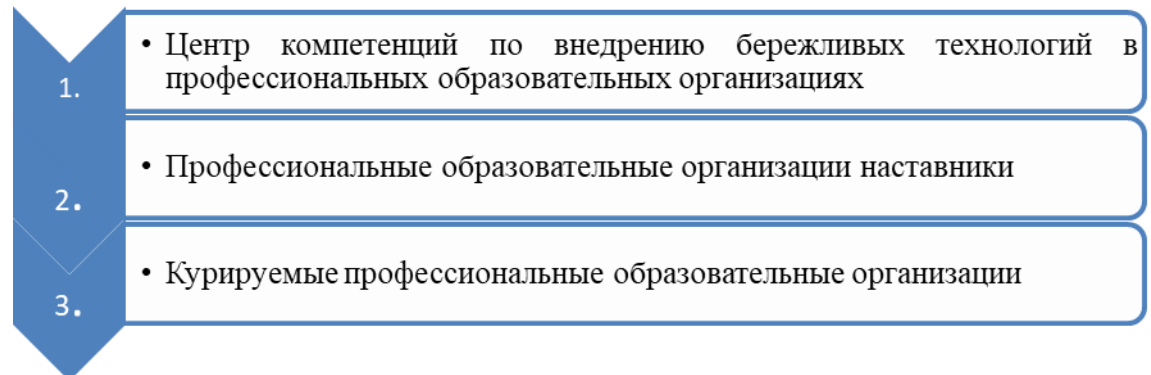 1.
• Центр компетенций по внедрению бережливых технологий в
профессиональных образовательных организациях
2.
• Профессиональные образовательные организации наставники
3.
• Курируемые профессиональные образовательные организации